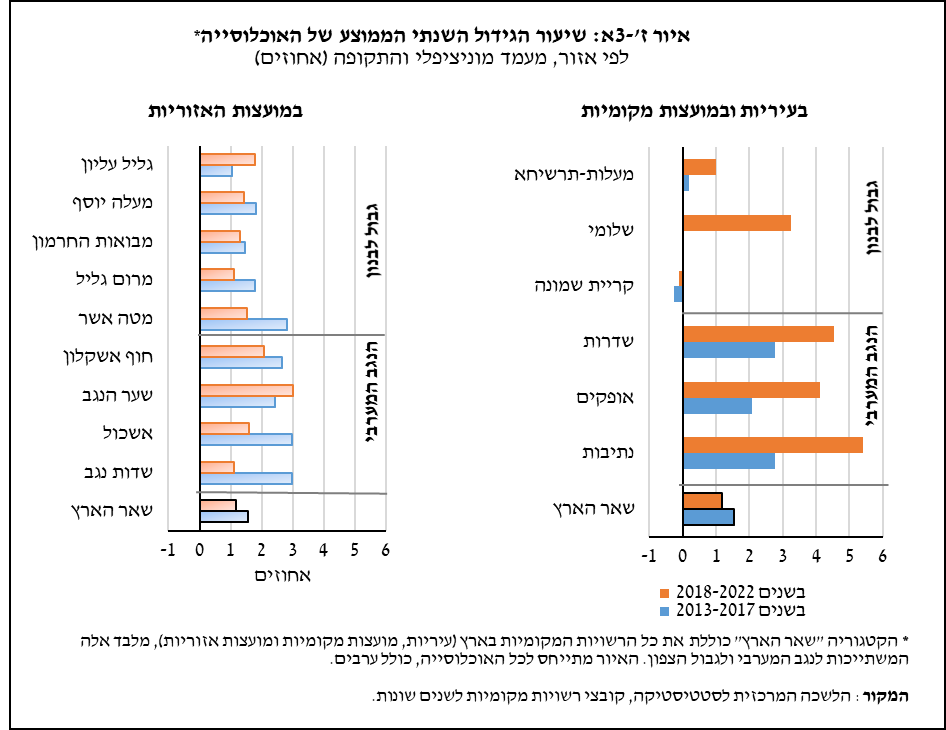 איור ז'-3א: שיעור הגידול השנתי הממוצע של האוכלוסייה*
לפי אזור, מעמד מוניציפלי והתקופה (אחוזים)
בעיריות ובמועצות מקומיות
גבול לבנון
מעלות-תרשיחא
שלומי
קריית שמונה
הנגב המערבי
שדרות
אופקים
נתיבות
שאר הארץ
-1 0 1 2 3 4 5 6
בשנים 2018-2022
בשנים 2013-2017
במועצות האזוריות
גבול לבנון
גליל עליון
מעלה יוסף
מבואות החרמון
מרום גליל
מטה אשר
הנגב המערבי
חוף אשקלון
שער הנגב
אשכול
שדות נגב
שאר הארץ
-1 0 1 2 3 4 5 6
אחוזים
* הקטגוריה "שאר הארץ" כוללת את כל הרשויות המקומיות בארץ (עיריות, מועצות מקומיות ומועצות אזוריות), מלבד אלה
המשתייכות לנגב המערבי ולגבול הצפון. האיור מתייחס לכל האוכלוסייה, כולל ערבים.
המקור: הלשכה המרכזית לסטטיסטיקה, קובצי רשויות מקומיות לשנים שונות.